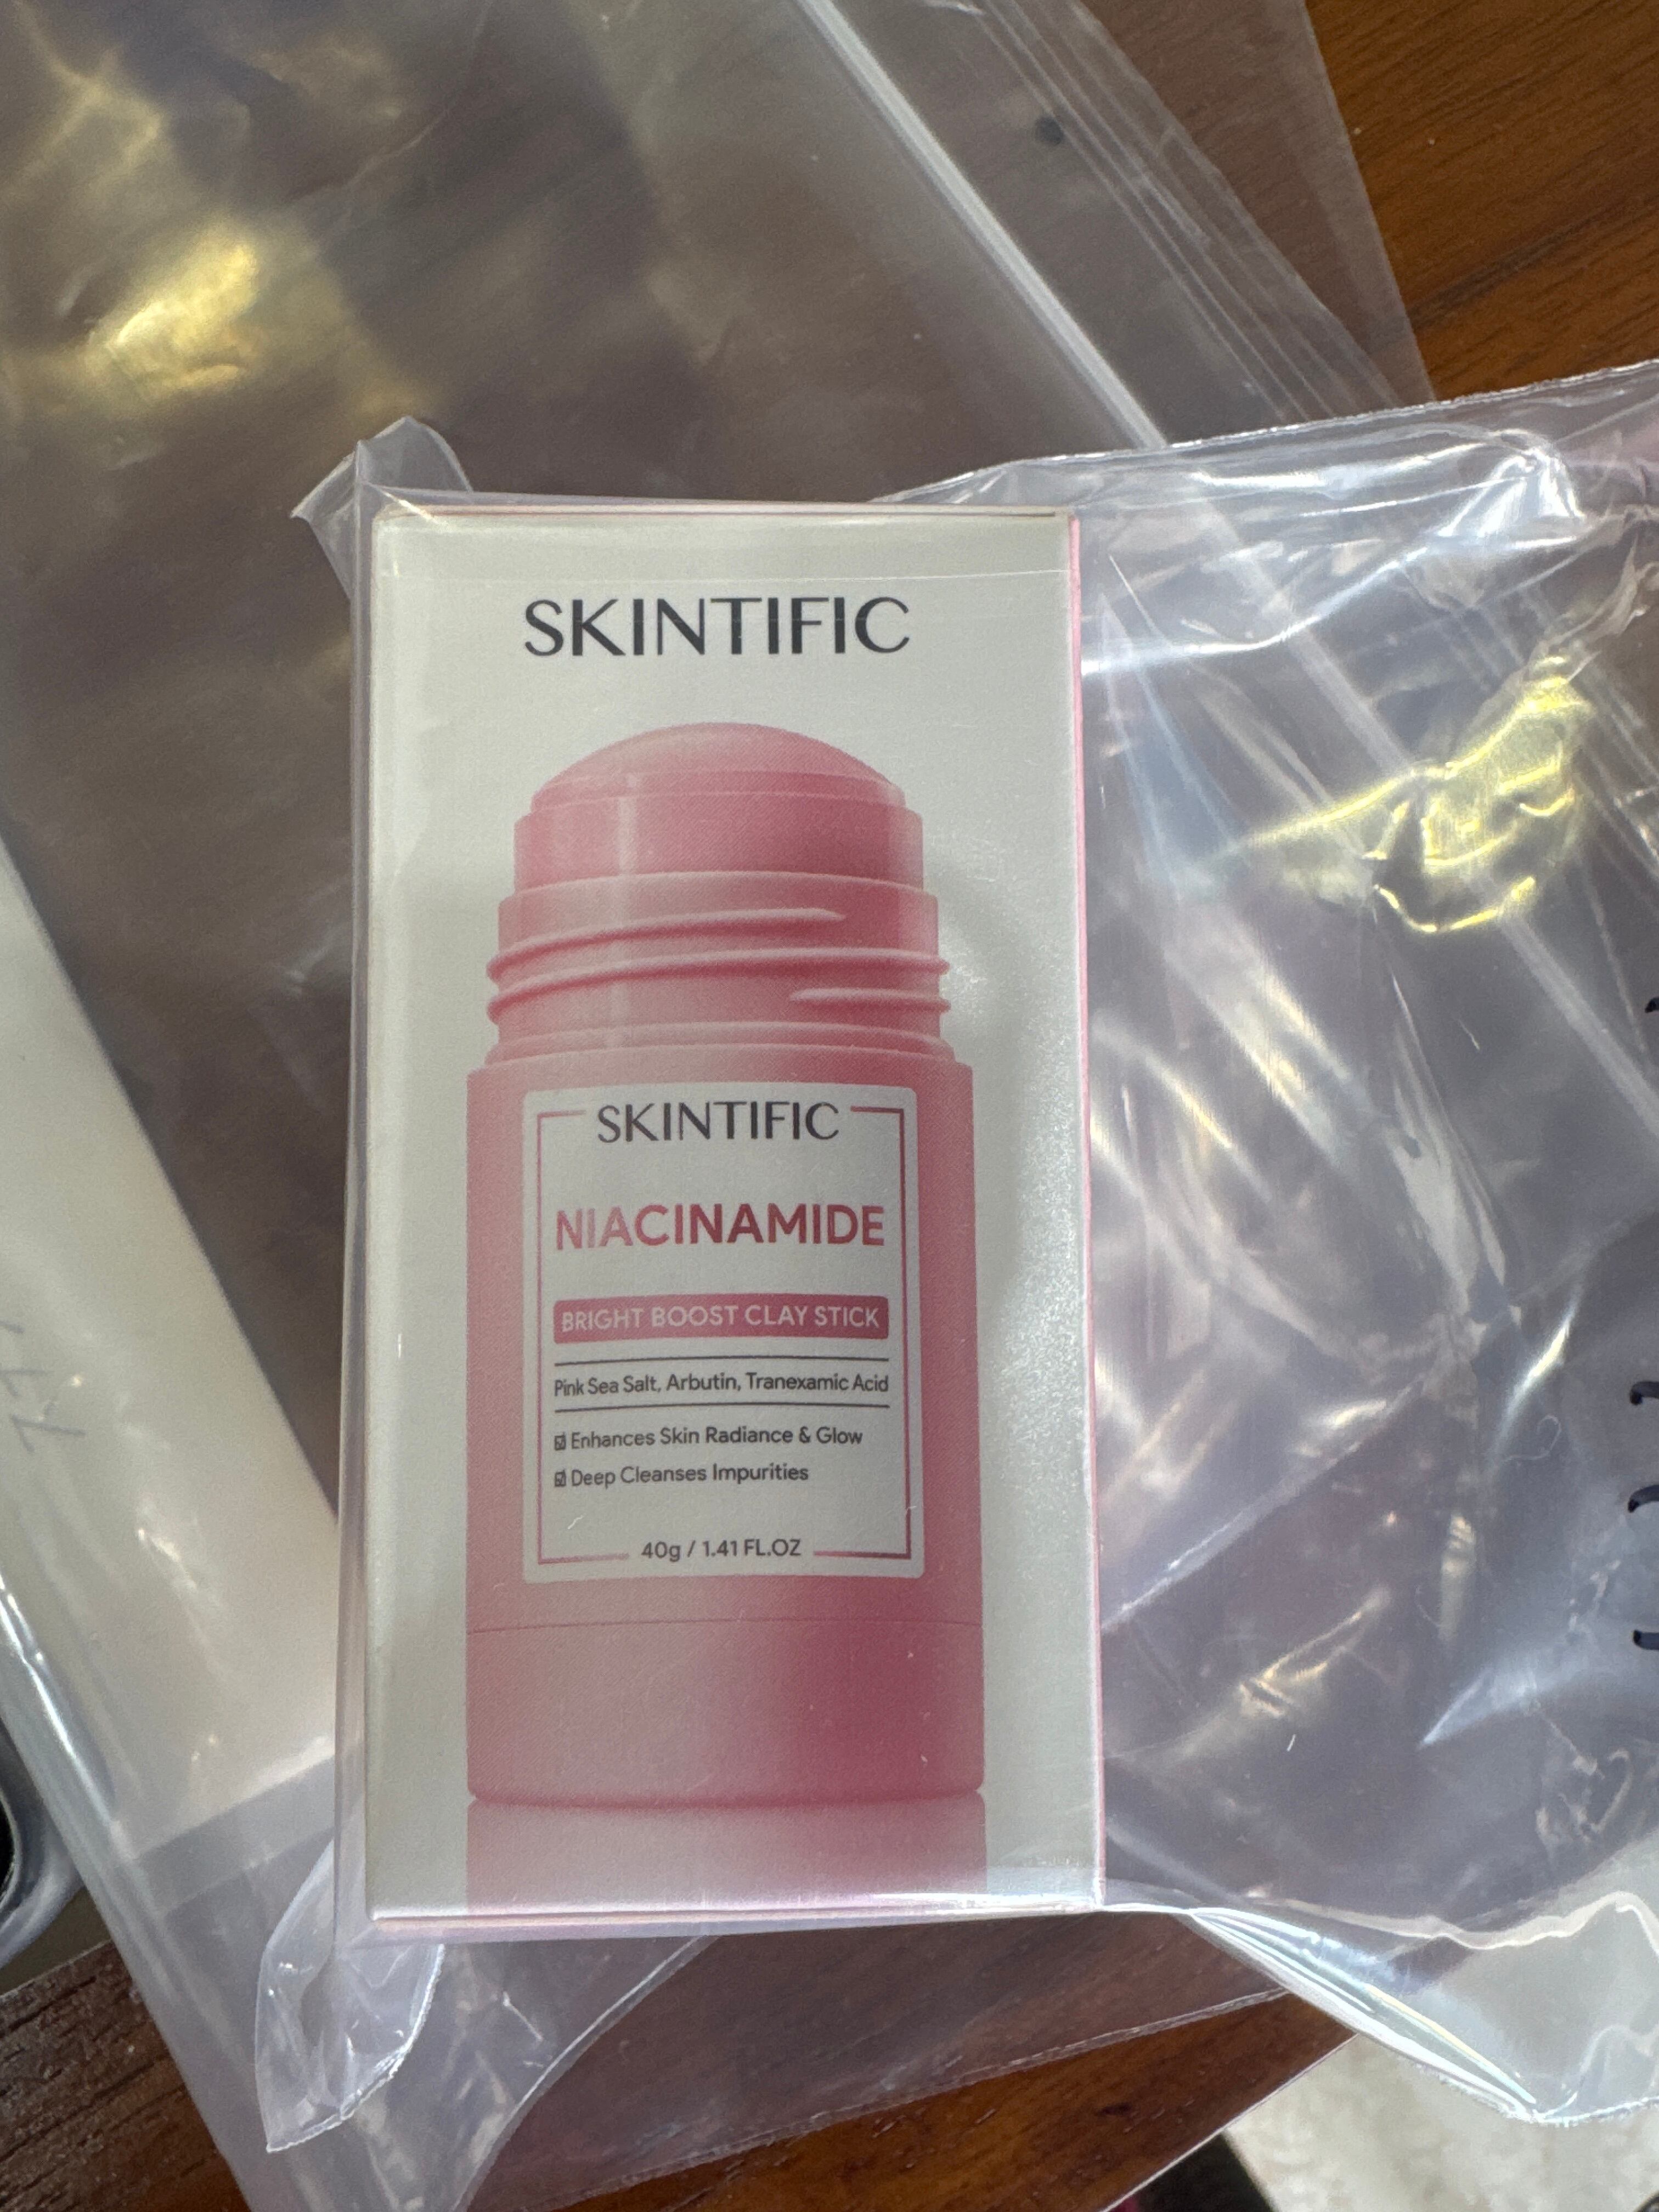 SKINTIFIC
SKINTIFIC
NIACINAMIDE
BRIGHT BOOST CLAY STICK
Pink Sea Salt, Arbutin, Tranexamic Acid
☑ Enhances Skin Radiance & Glow
☑ Deep Cleanses Impurities
40g / 1.41 FL.OZ